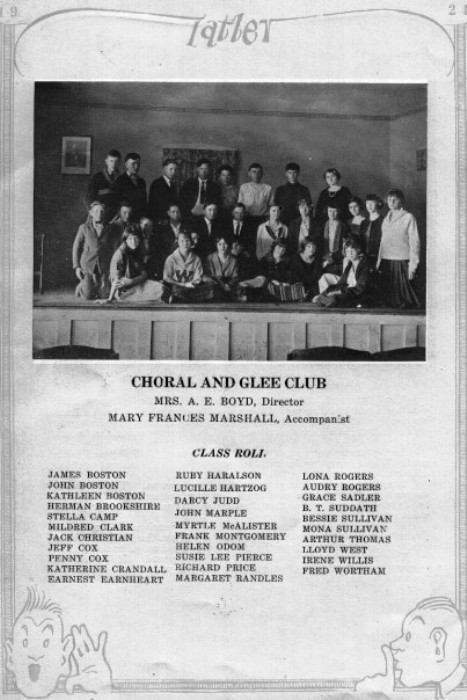 19
Tatler
2
CHORAL AND GLEE CLUB
MRS. A. E. BOYD, Director
MARY FRANCES MARSHALL, Accompanist
CLASS ROLL
JAMES BOSTON
JOHN BOSTON
KATHLEEN BOSTON
HERMAN BROOKESHIRE
STELLA CAMP
MILDRED CLARK
JACK CHRISTIAN
JEFF COX
PENNY COX
KATHERINE CRANDALL
EARNEST EARNHEART
RUBY HARALSON
LUCILLE HARTZOG
DARCY JUDD
JOHN MARPLE
MYRTLE McALISTER
FRANK MONTGOMERY
HELEN ODOM
SUSIE LEE PIERCE
RICHARD PRICE
MARGARET RANDLES
LONA ROGERS
AUDRY ROGERS
GRACE SADLER
B. T. SUDDATH
BESSIE SULLIVAN
MONA SULLIVAN
ARTHUR THOMAS
LLOYD WEST
IRENE WILLIS
FRED WORTHAM
W